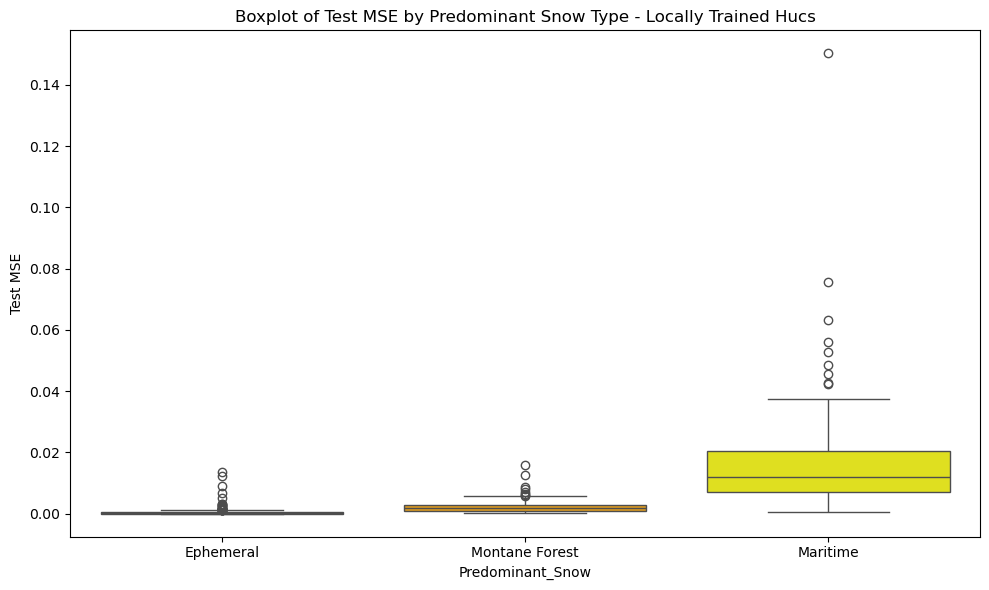 Boxplot of Test MSE by Predominant Snow Type - Locally Trained Hucs
0.14
0.12
0.10
0.08
0.06
0.04
0.02
0.00
Test MSE
Ephemeral
Montane Forest
Maritime
Predominant_Snow